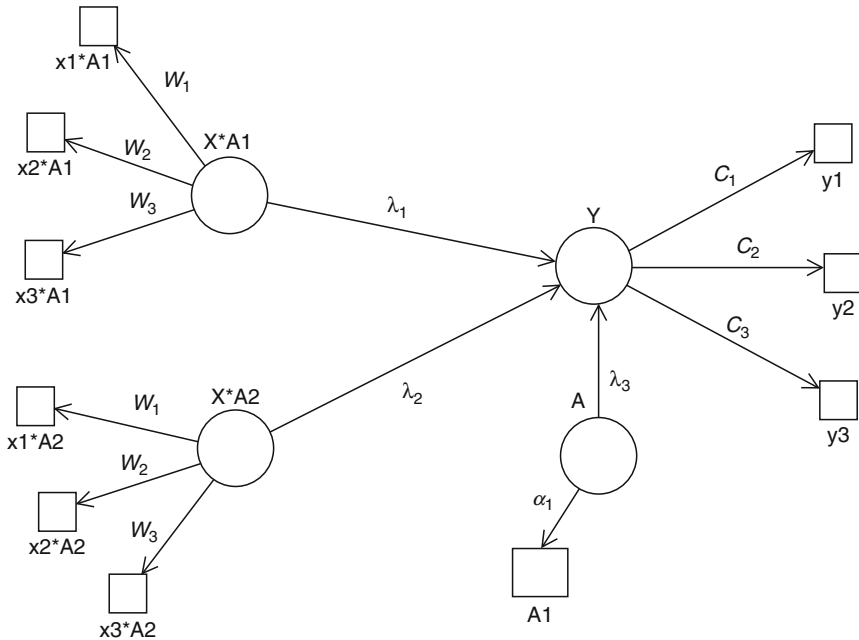 x1*A1
W₁
X*A1
W₂
x2*A1
W₃
x3*A1
λ₁
Y
C₁
y1
C₂
y2
C₃
y3
λ₂
λ₃
X*A2
W₁
x1*A2
W₂
x2*A2
W₃
x3*A2
A
α₁
A1